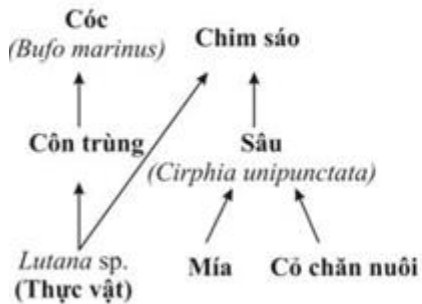 Cóc
(Bufo marinus)
Chim sáo
Côn trùng
Sâu
(Cirphia unipunctata)
Lutana sp.
(Thực vật)
Mía
Cỏ chăn nuôi